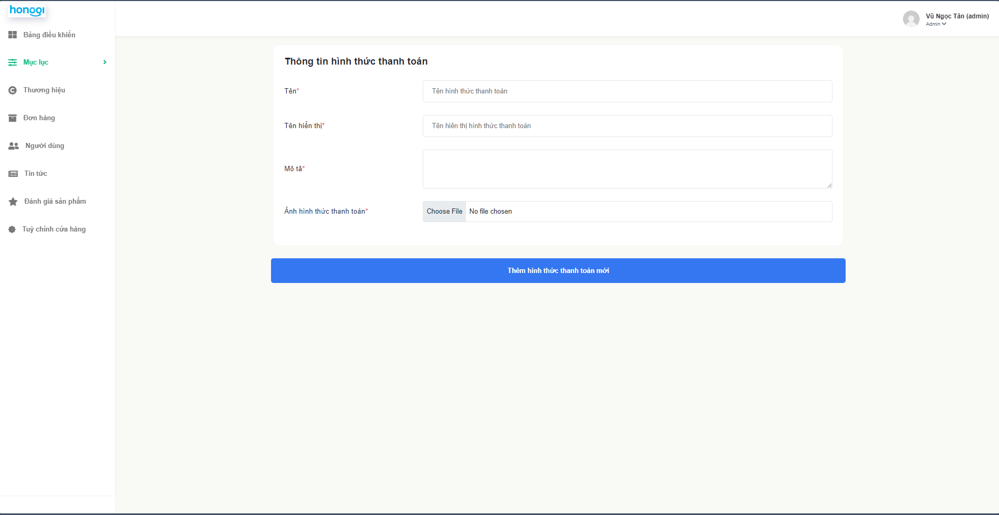 honogi
Vũ Ngọc Tân (admin)
Admin
Bảng điều khiển
Mục lục
Thương hiệu
Đơn hàng
Người dùng
Tin tức
Đánh giá sản phẩm
Tuỳ chỉnh cửa hàng
Thông tin hình thức thanh toán
Tên*
Tên hình thức thanh toán
Tên hiển thị*
Tên hiên thị hình thức thanh toán
Mô tả*
Ảnh hình thức thanh toán*
Choose File No file chosen
Thêm hình thức thanh toán mới